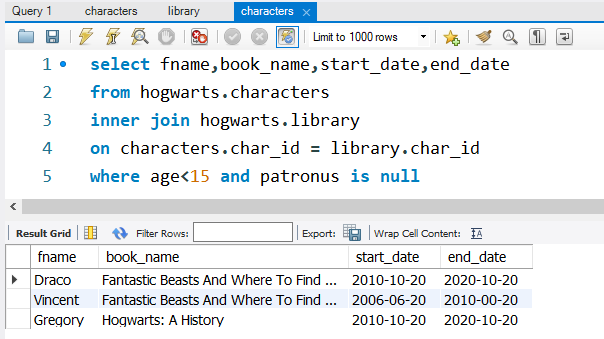 Query 1 characters library characters
Limit to 1000 rows
1 select fname,book_name,start_date,end_date
2 from hogwarts.characters
3 inner join hogwarts.library
4 on characters.char_id = library.char_id
5 where age<15 and patronus is null
Result Grid Filter Rows: Export: Wrap Cell Content: IA
fname book_name start_date end_date
Draco Fantastic Beasts And Where To Find ... 2010-10-20 2020-10-20
Vincent Fantastic Beasts And Where To Find ... 2006-06-20 2010-00-20
Gregory Hogwarts: A History 2010-10-20 2020-10-20